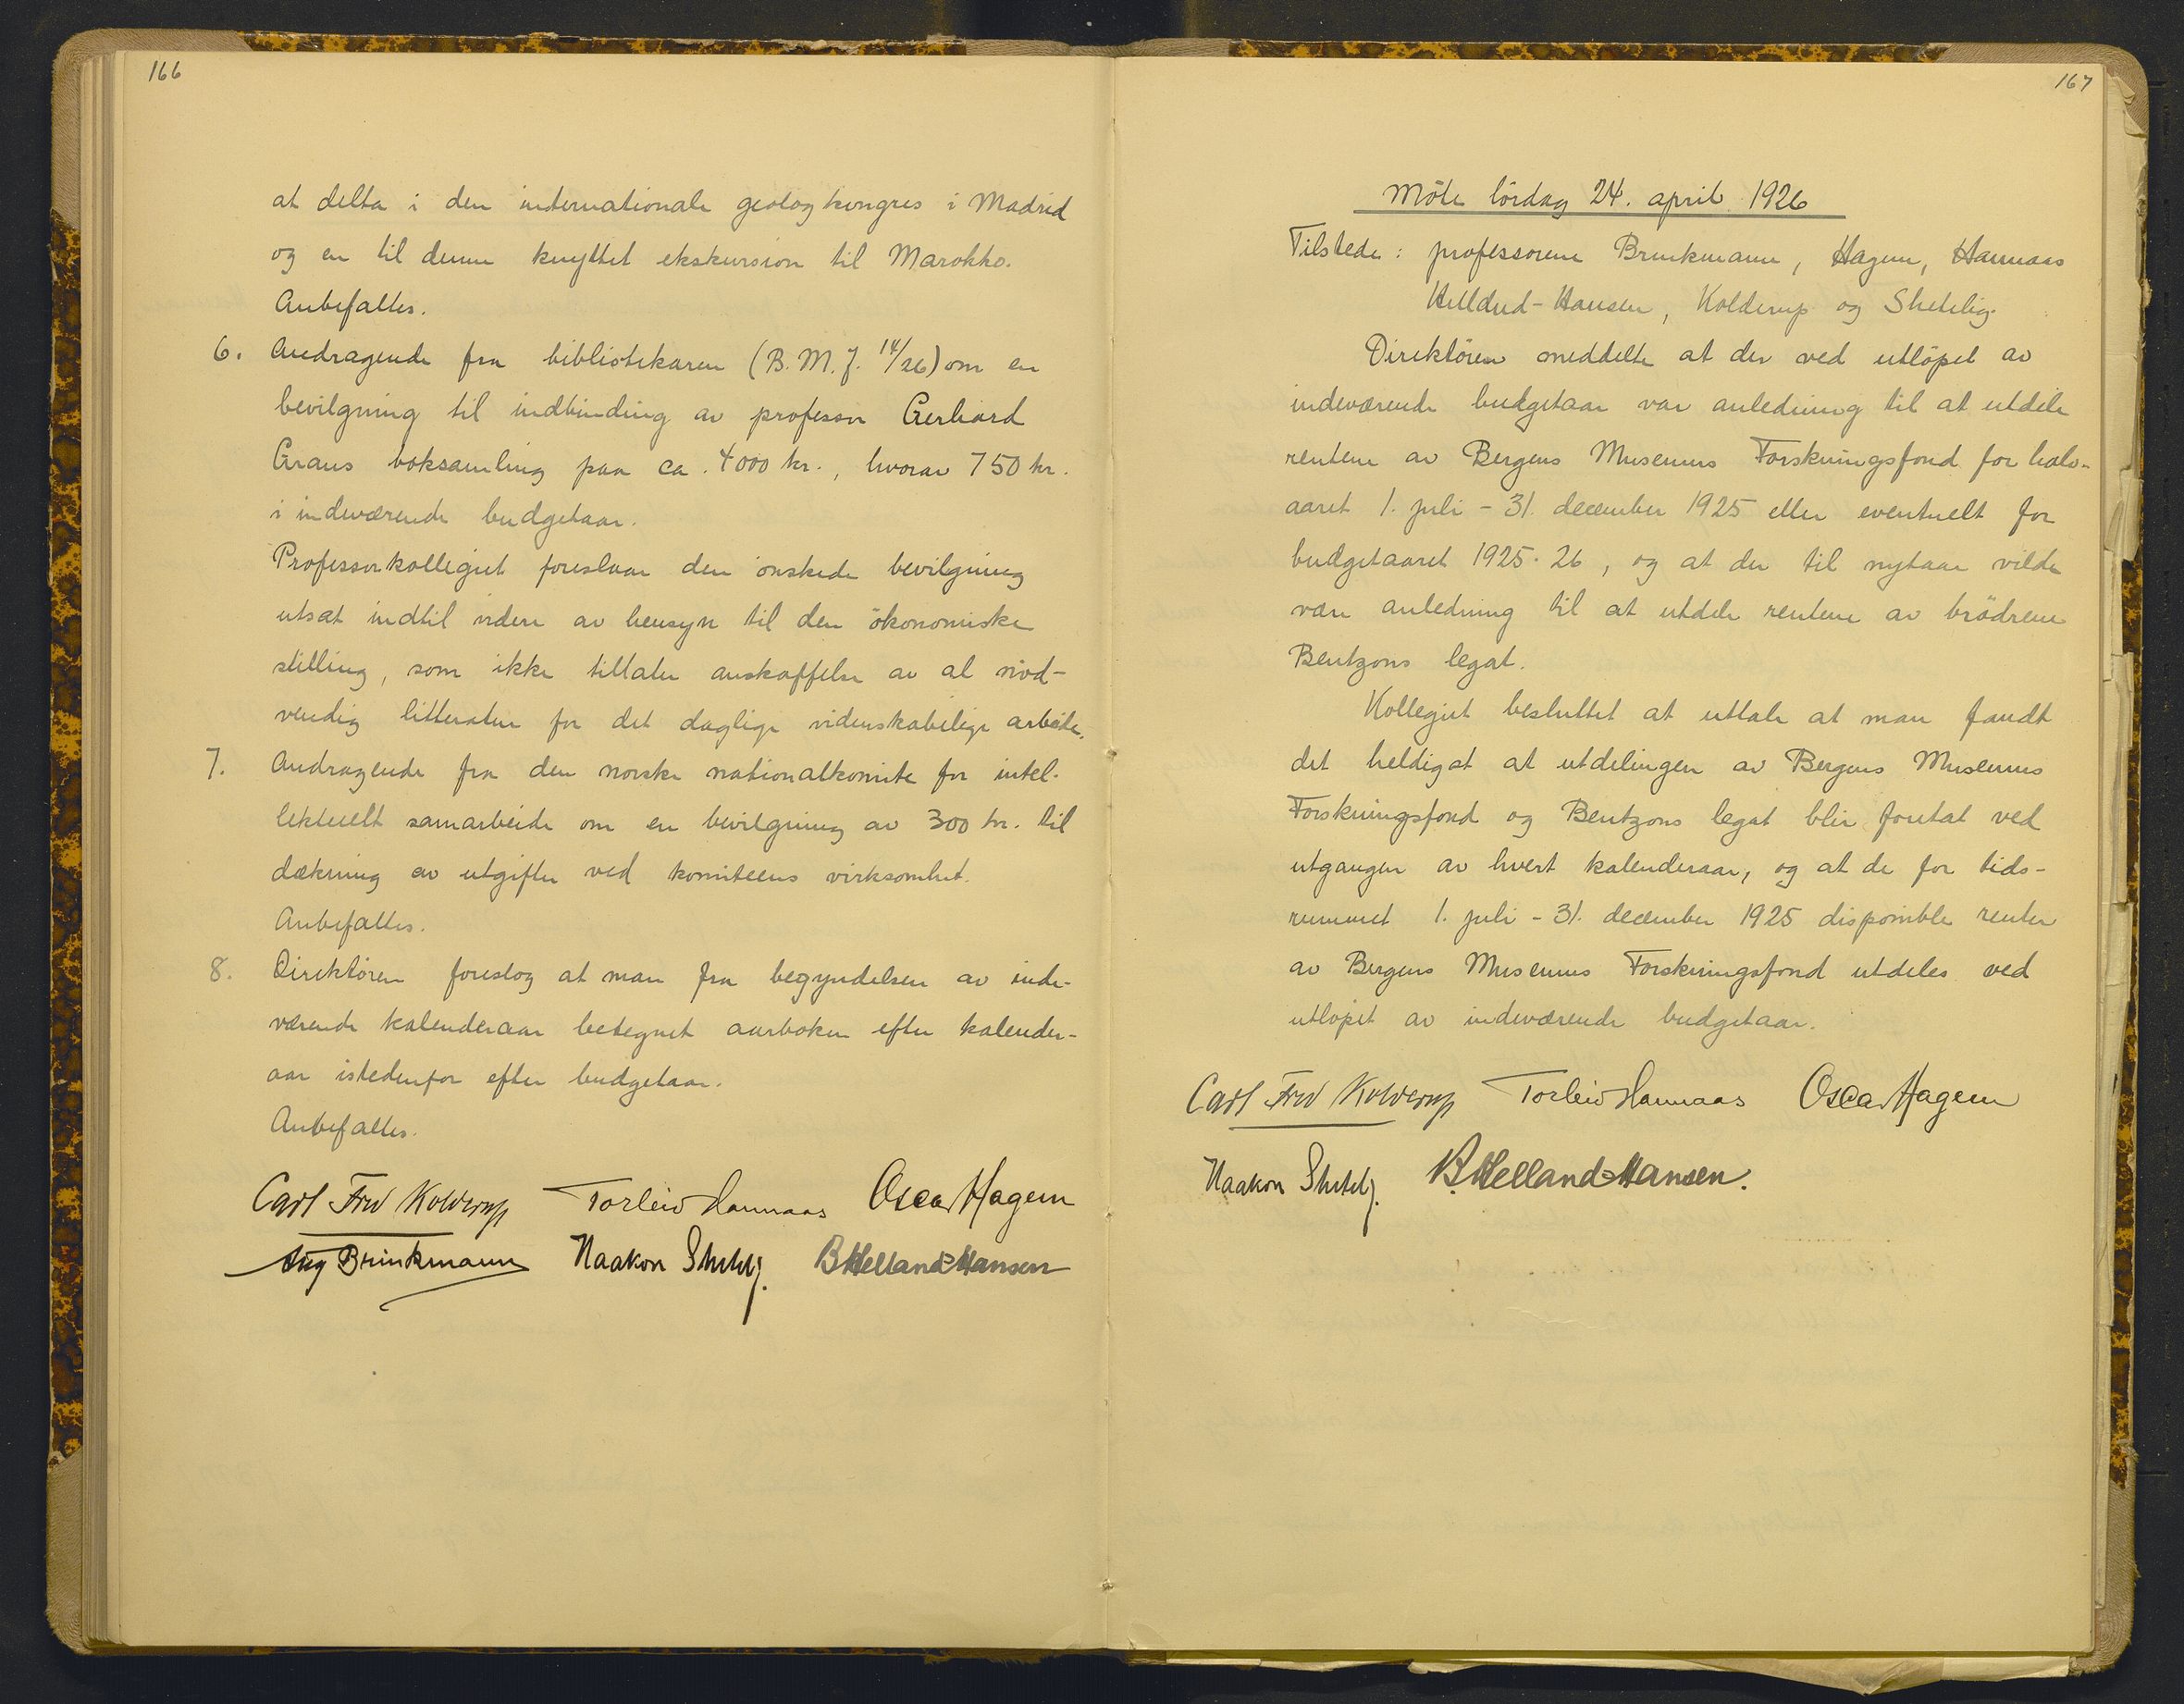 166
at delta i den internationale geologkongres i Madrid
og en til denne knyttet ekskursion til Marokko.
Anbefaltes.
6. Andragende fra bibliotekaren (B.M.J. 14/26) om en
bevilgning til indbinding av professor Gerhard
Grans boksamling paa ca. 4000 kr., hvorav 750 kr.
i indeværende budgetaar.
Professorkollegiet foreslaar den ønskede bevilgning
utsat indtil videre av hensyn til den økonomiske
stilling, som ikke tillater anskaffelse av al nöd-
vendig litteratur for det daglige videnskabelige arbeide.
7. Andragende fra den norske nationalkomite for intel-
lektuelt samarbeide om en bevilgning av 300 kr. til
dækning av utgifter ved komiteens virksomhet.
Anbefaltes.
8. Direktören foreslog at man fra begyndelsen av inde-
værende kalenderaar betegnet aarboken efter kalender-
aar istedenfor efter budgetaar.
Anbefaltes.
Carl Fred Kolderup Torleiv Hannaas Oscar Hagem
Aug Brinkmann Haakon Shetelig. B Helland-Hansen
167
Möte lördag 24. april 1926
Tilstede: professorene Brinkmann, Hagem, Hannaas
Helland-Hansen, Kolderup og Shetelig.
Direktören meddelte at der ved utlöpet av
indeværende budgetaar var anledning til at utdele
rentene av Bergens Museums Forskningsfond for halv-
aaret 1. juli - 31. december 1925 eller eventuelt for
budgetaaret 1925-26, og at der til nytaar vilde
være anledning til at utdele rentene av brödrene
Bentzons legat.
Kollegiet besluttet at uttale at man fandt
det heldigst at utdelingen av Bergens Museums
Forskningsfond og Bentzons legat blir foretat ved
utgangen av hvert kalenderaar, og at de for tids-
rummet 1. juli - 31. december 1925 disponible renter
av Bergens Museums Forskningsfond utdeles ved
utlöpet av indeværende budgetaar.
Carl Fred Kolderup Torleiv Hannaas Oscar Hagem
Haakon Shetelig. B. Helland-Hansen.